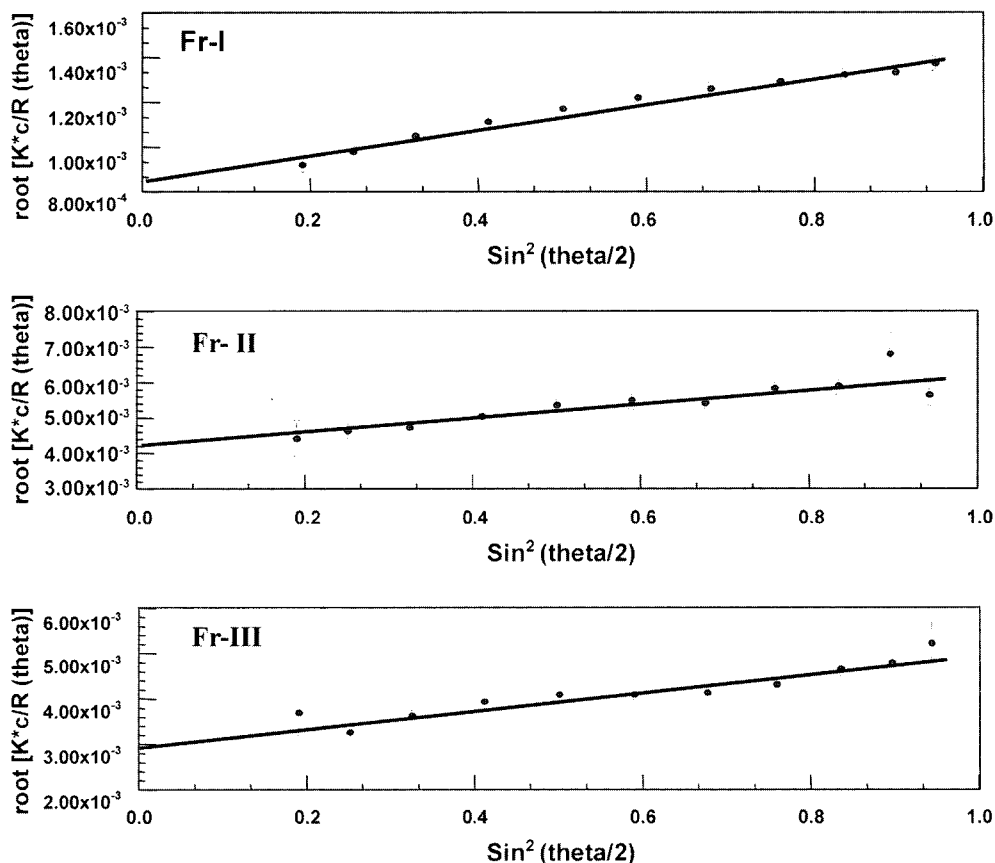 Fr-I
root [K*c/R (theta)]
1.60x10⁻³
1.40x10⁻³
1.20x10⁻³
1.00x10⁻³
8.00x10⁻⁴
0.0 0.2 0.4 0.6 0.8 1.0
Sin² (theta/2)
Fr- II
root [K*c/R (theta)]
8.00x10⁻³
7.00x10⁻³
6.00x10⁻³
5.00x10⁻³
4.00x10⁻³
3.00x10⁻³
0.0 0.2 0.4 0.6 0.8 1.0
Sin² (theta/2)
Fr-III
root [K*c/R (theta)]
6.00x10⁻³
5.00x10⁻³
4.00x10⁻³
3.00x10⁻³
2.00x10⁻³
0.0 0.2 0.4 0.6 0.8 1.0
Sin² (theta/2)